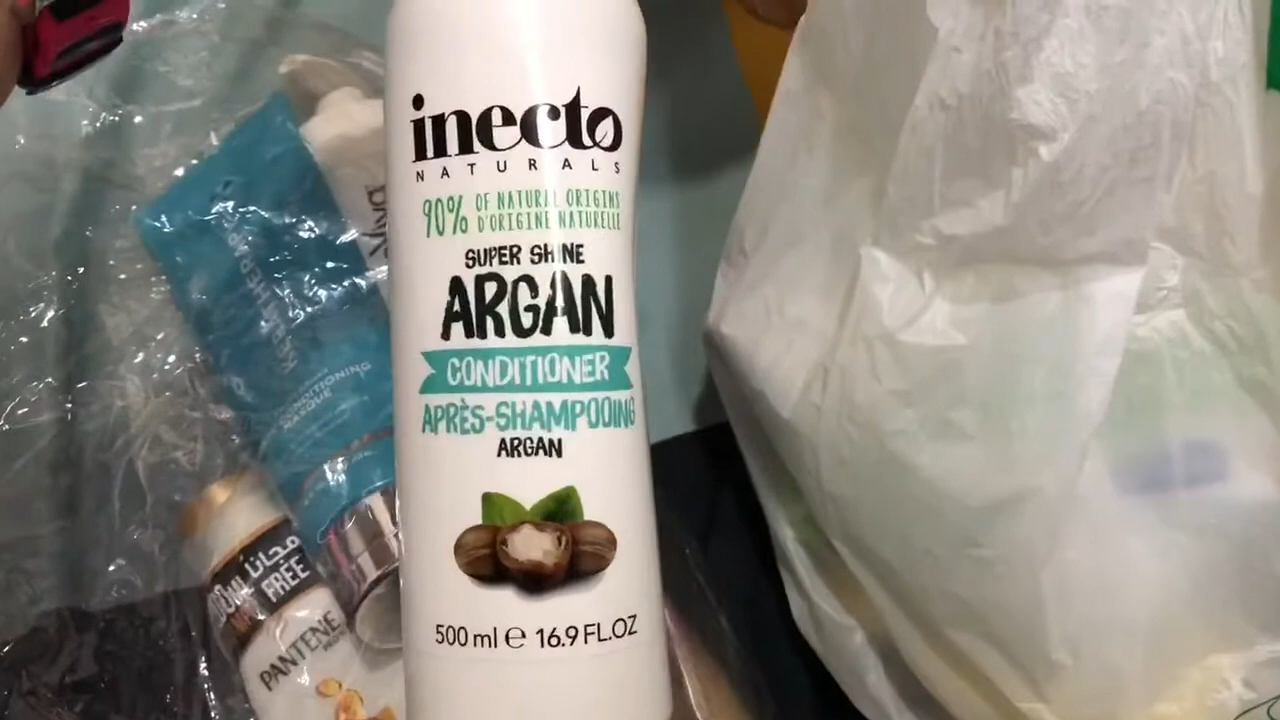 inecto
NATURALS
90% OF NATURAL ORIGINS
D'ORIGINE NATURELLE
SUPER SHINE
ARGAN
CONDITIONER
APRÈS-SHAMPOOING
ARGAN
500 ml e 16.9 FL.OZ
CONDITIONING
MASQUE
مجاناً
FREE
PANTENE